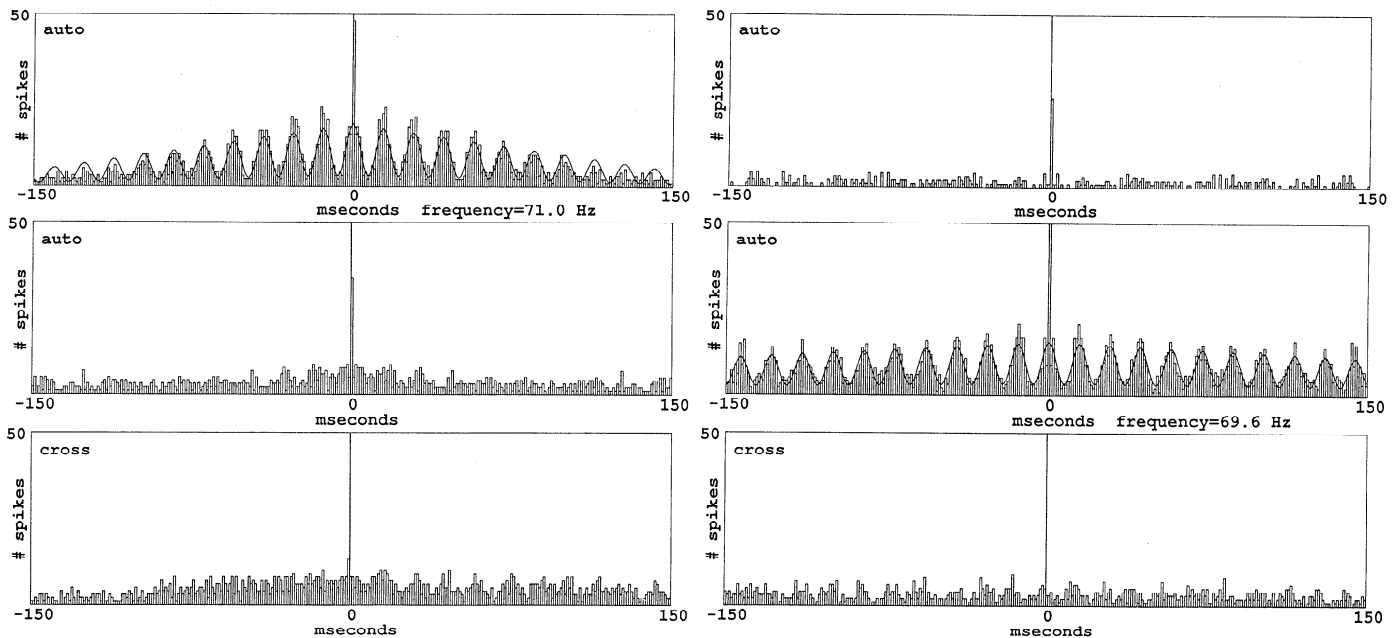 50
auto
# spikes
-150
0
150
mseconds frequency=71.0 Hz
50
auto
# spikes
-150
0
150
mseconds
50
auto
# spikes
-150
0
150
mseconds
50
auto
# spikes
-150
0
150
mseconds frequency=69.6 Hz
50
cross
# spikes
-150
0
150
mseconds
50
cross
# spikes
-150
0
150
mseconds